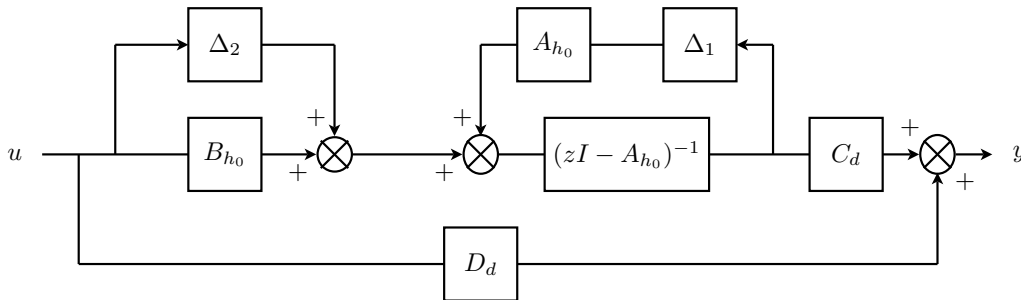 Δ₂
A_{h₀}
Δ₁
+
+
+
u
B_{h₀}
(zI − A_{h₀})⁻¹
C_d
y
+
+
+
D_d